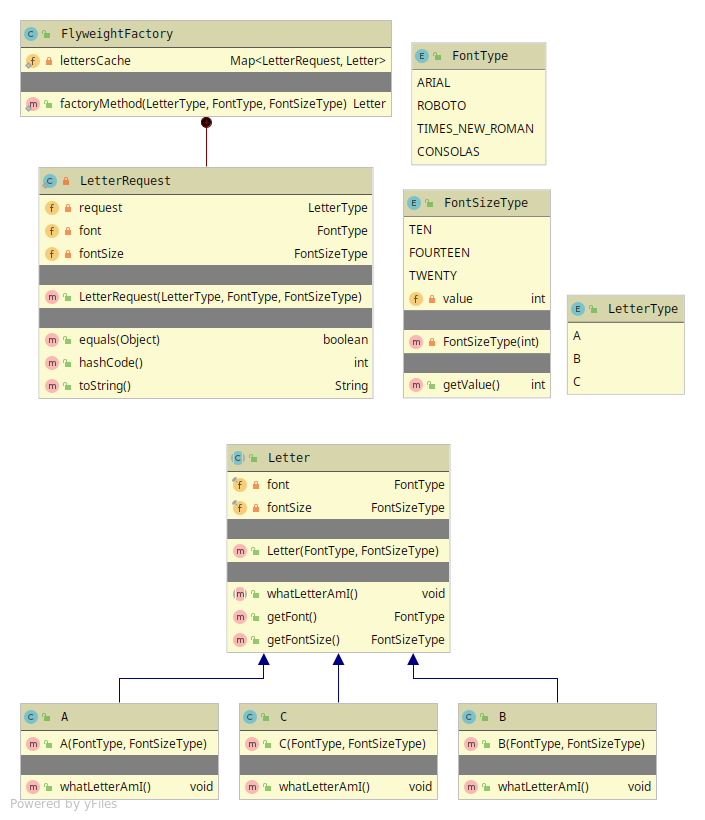 FlyweightFactory
lettersCache Map<LetterRequest, Letter>
factoryMethod(LetterType, FontType, FontSizeType) Letter
FontType
ARIAL
ROBOTO
TIMES_NEW_ROMAN
CONSOLAS
LetterRequest
request LetterType
font FontType
fontSize FontSizeType
LetterRequest(LetterType, FontType, FontSizeType)
equals(Object) boolean
hashCode() int
toString() String
FontSizeType
TEN
FOURTEEN
TWENTY
value int
FontSizeType(int)
getValue() int
LetterType
A
B
C
Letter
font FontType
fontSize FontSizeType
Letter(FontType, FontSizeType)
whatLetterAmI() void
getFont() FontType
getFontSize() FontSizeType
A
A(FontType, FontSizeType)
whatLetterAmI() void
C
C(FontType, FontSizeType)
whatLetterAmI() void
B
B(FontType, FontSizeType)
whatLetterAmI() void
Powered by yFiles